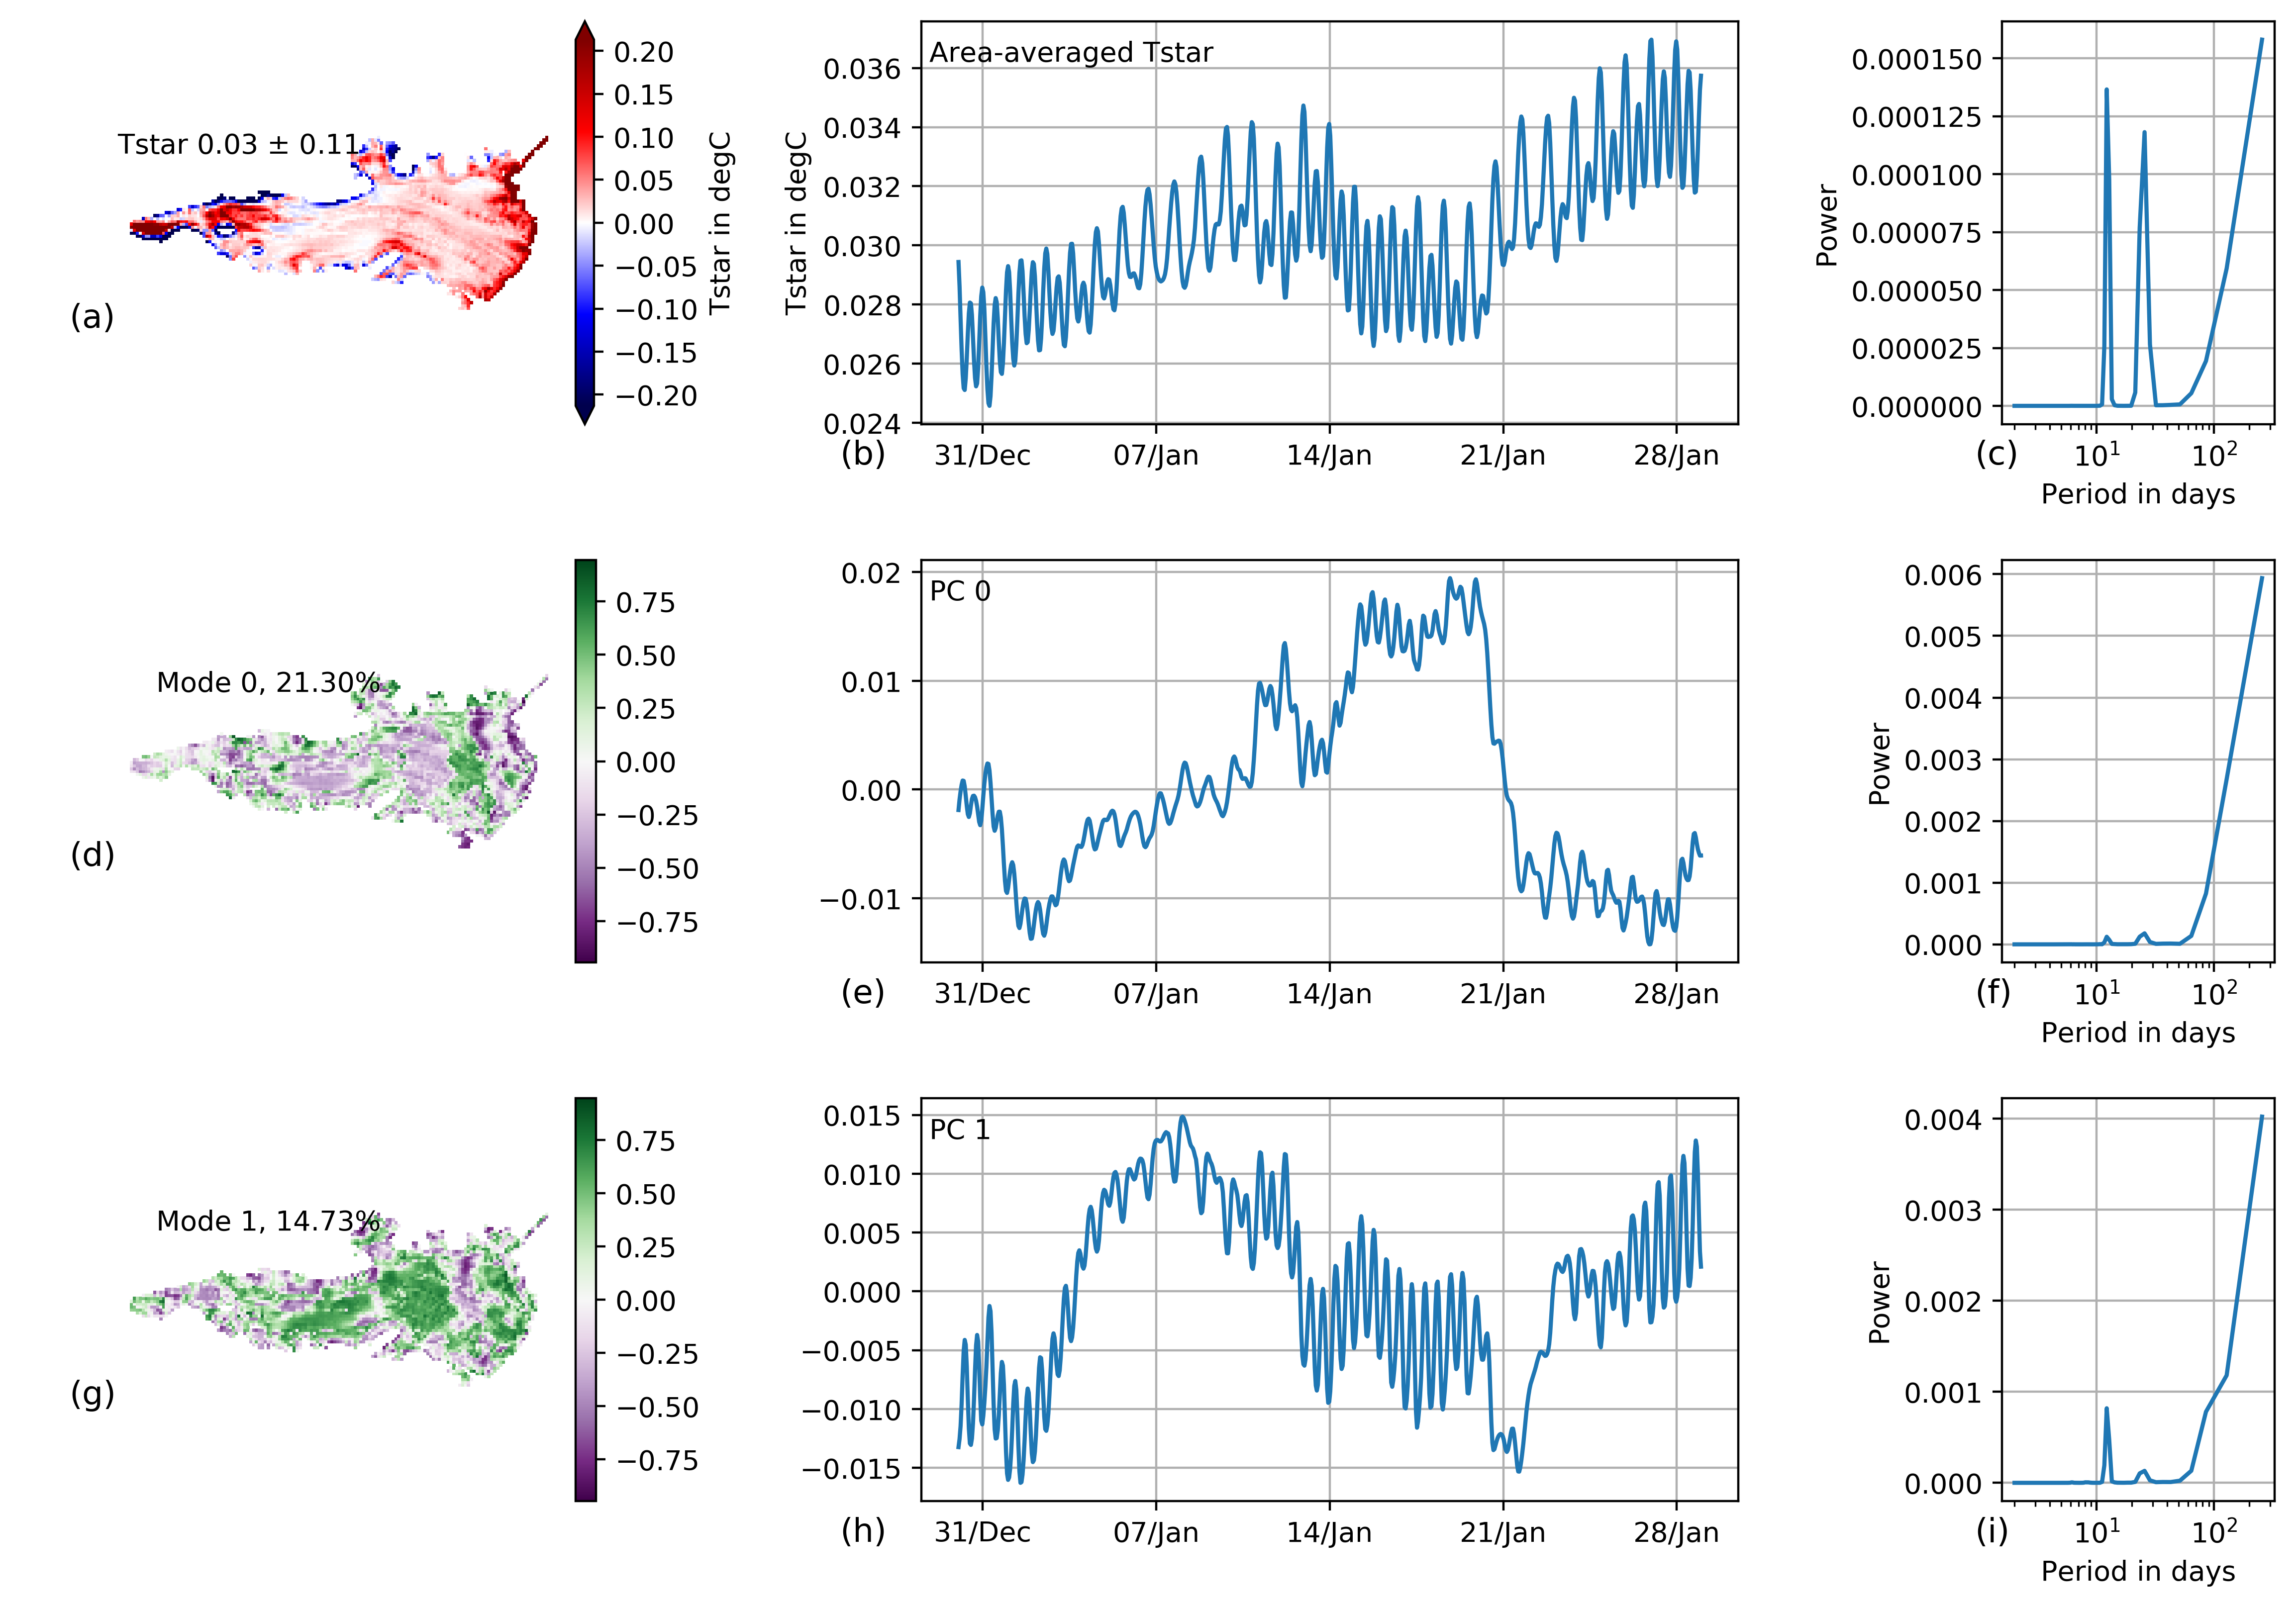 Tstar 0.03 ± 0.11
0.20
0.15
0.10
0.05
0.00
−0.05
−0.10
−0.15
−0.20
Tstar in degC
(a)
Area-averaged Tstar
Tstar in degC
0.036
0.034
0.032
0.030
0.028
0.026
0.024
31/Dec 07/Jan 14/Jan 21/Jan 28/Jan
(b)
Power
0.000150
0.000125
0.000100
0.000075
0.000050
0.000025
0.000000
10¹ 10²
Period in days
(c)
Mode 0, 21.30%
0.75
0.50
0.25
0.00
−0.25
−0.50
−0.75
(d)
PC 0
0.02
0.01
0.00
−0.01
31/Dec 07/Jan 14/Jan 21/Jan 28/Jan
(e)
Power
0.006
0.005
0.004
0.003
0.002
0.001
0.000
10¹ 10²
Period in days
(f)
Mode 1, 14.73%
0.75
0.50
0.25
0.00
−0.25
−0.50
−0.75
(g)
PC 1
0.015
0.010
0.005
0.000
−0.005
−0.010
−0.015
31/Dec 07/Jan 14/Jan 21/Jan 28/Jan
(h)
Power
0.004
0.003
0.002
0.001
0.000
10¹ 10²
Period in days
(i)